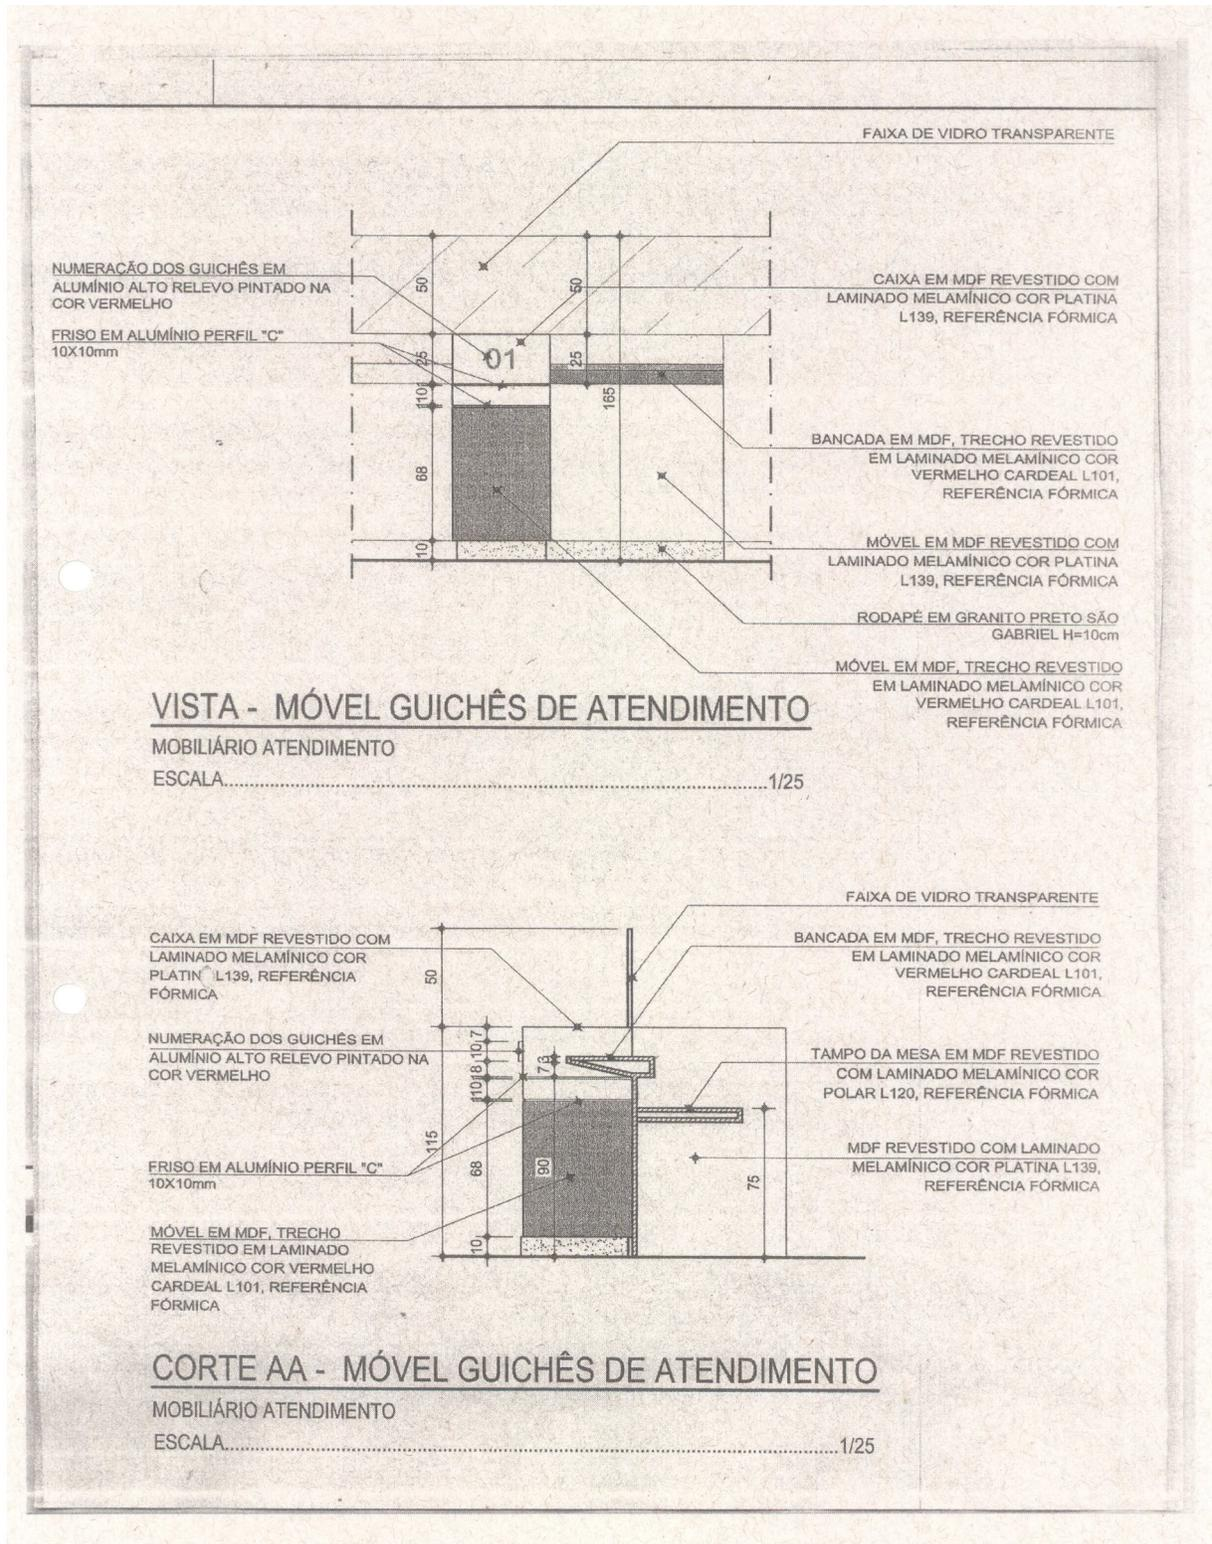 FAIXA DE VIDRO TRANSPARENTE
NUMERAÇÃO DOS GUICHÊS EM
ALUMÍNIO ALTO RELEVO PINTADO NA
COR VERMELHO
FRISO EM ALUMÍNIO PERFIL "C"
10X10mm
50
25
110
68
10
01
50
25
165
CAIXA EM MDF REVESTIDO COM
LAMINADO MELAMÍNICO COR PLATINA
L139, REFERÊNCIA FÓRMICA
BANCADA EM MDF, TRECHO REVESTIDO
EM LAMINADO MELAMÍNICO COR
VERMELHO CARDEAL L101,
REFERÊNCIA FÓRMICA
MÓVEL EM MDF REVESTIDO COM
LAMINADO MELAMÍNICO COR PLATINA
L139, REFERÊNCIA FÓRMICA
RODAPÉ EM GRANITO PRETO SÃO
GABRIEL H=10cm
MÓVEL EM MDF, TRECHO REVESTIDO
EM LAMINADO MELAMÍNICO COR
VERMELHO CARDEAL L101,
REFERÊNCIA FÓRMICA
VISTA - MÓVEL GUICHÊS DE ATENDIMENTO
MOBILIÁRIO ATENDIMENTO
ESCALA..........................................................................................1/25
CAIXA EM MDF REVESTIDO COM
LAMINADO MELAMÍNICO COR
PLATIN L139, REFERÊNCIA
FÓRMICA
NUMERAÇÃO DOS GUICHÊS EM
ALUMÍNIO ALTO RELEVO PINTADO NA
COR VERMELHO
FRISO EM ALUMÍNIO PERFIL "C"
10X10mm
MÓVEL EM MDF, TRECHO
REVESTIDO EM LAMINADO
MELAMÍNICO COR VERMELHO
CARDEAL L101, REFERÊNCIA
FÓRMICA
50
115
7
10
8
110
68
10
7
3
90
75
FAIXA DE VIDRO TRANSPARENTE
BANCADA EM MDF, TRECHO REVESTIDO
EM LAMINADO MELAMÍNICO COR
VERMELHO CARDEAL L101,
REFERÊNCIA FÓRMICA
TAMPO DA MESA EM MDF REVESTIDO
COM LAMINADO MELAMÍNICO COR
POLAR L120, REFERÊNCIA FÓRMICA
MDF REVESTIDO COM LAMINADO
MELAMÍNICO COR PLATINA L139,
REFERÊNCIA FÓRMICA
CORTE AA - MÓVEL GUICHÊS DE ATENDIMENTO
MOBILIÁRIO ATENDIMENTO
ESCALA......................................................................................................1/25